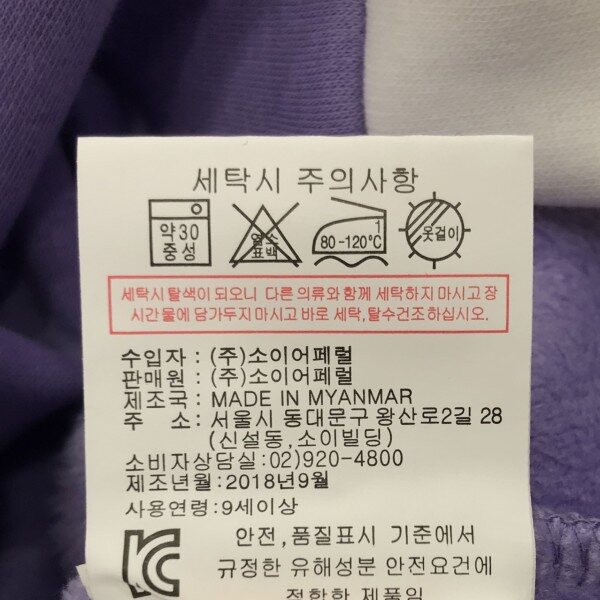 세탁시 주의사항
약30
중성
염소
표백
1
80-120℃
옷걸이
세탁시 탈색이 되오니 다른 의류와 함께 세탁하지 마시고 장
시간 물에 담가두지 마시고 바로 세탁,탈수건조하십시오.
수입자 : (주)소이어페럴
판매원 : (주)소이어페럴
제조국 : MADE IN MYANMAR
주 소 : 서울시 동대문구 왕산로2길 28
(신설동,소이빌딩)
소비자상담실:02)920-4800
제조년월:2018년9월
사용연령:9세이상
안전,품질표시 기준에서
규정한 유해성분 안전요건에
적합한 제품임